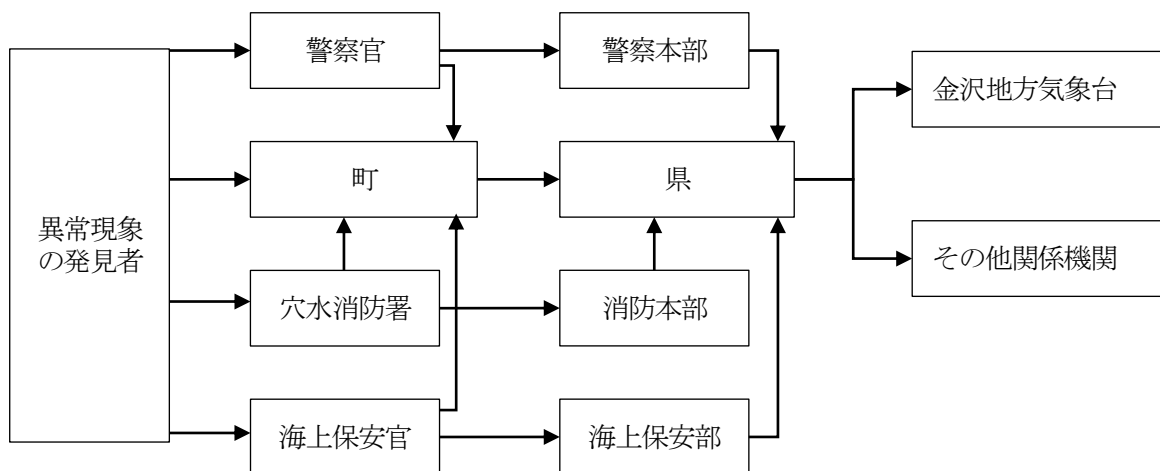 異常現象
の発見者
警察官
警察本部
町
県
穴水消防署
消防本部
海上保安官
海上保安部
金沢地方気象台
その他関係機関